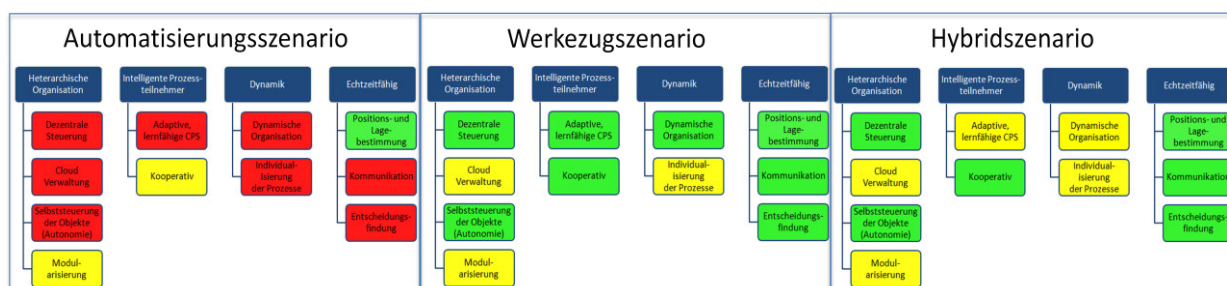 Automatisierungsszenario
Heterarchische
Organisation
Intelligente Prozess-
teilnehmer
Dynamik
Echtzeitfähig
Dezentrale
Steuerung
Cloud
Verwaltung
Selbststeuerung
der Objekte
(Autonomie)
Modul-
arisierung
Adaptive,
lernfähige CPS
Kooperativ
Dynamische
Organisation
Individual-
isierung
der Prozesse
Positions- und
Lage-
bestimmung
Kommunikation
Entscheidungs-
findung
Werkezugszenario
Heterarchische
Organisation
Intelligente Prozess-
teilnehmer
Dynamik
Echtzeitfähig
Dezentrale
Steuerung
Cloud
Verwaltung
Selbststeuerung
der Objekte
(Autonomie)
Modul-
arisierung
Adaptive,
lernfähige CPS
Kooperativ
Dynamische
Organisation
Individual-
isierung
der Prozesse
Positions- und
Lage-
bestimmung
Kommunikation
Entscheidungs-
findung
Hybridszenario
Heterarchische
Organisation
Intelligente Prozess-
teilnehmer
Dynamik
Echtzeitfähig
Dezentrale
Steuerung
Cloud
Verwaltung
Selbststeuerung
der Objekte
(Autonomie)
Modul-
arisierung
Adaptive,
lernfähige CPS
Kooperativ
Dynamische
Organisation
Individual-
isierung
der Prozesse
Positions- und
Lage-
bestimmung
Kommunikation
Entscheidungs-
findung